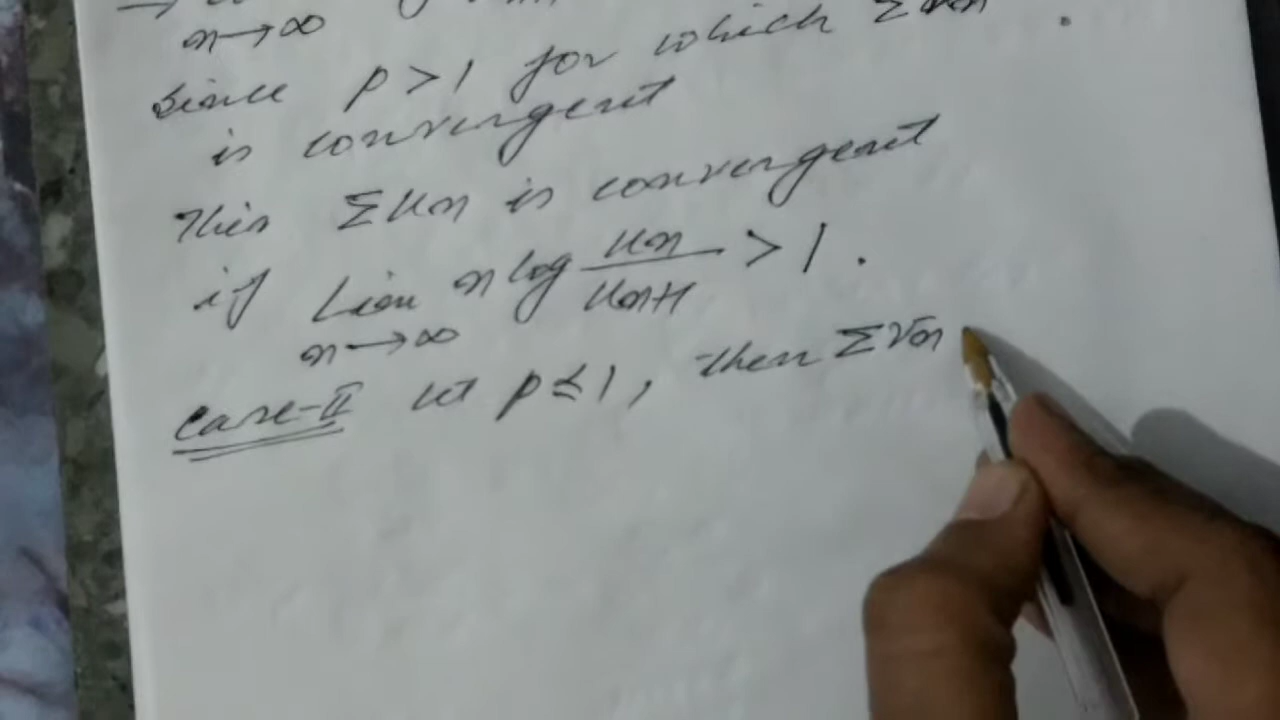 n→∞
Since p > 1 for which Σvn .
is convergent
This Σun is convergent
if Lim n log un/un+1 > 1 .
n→∞
Case-II let p ≤ 1, then Σvn